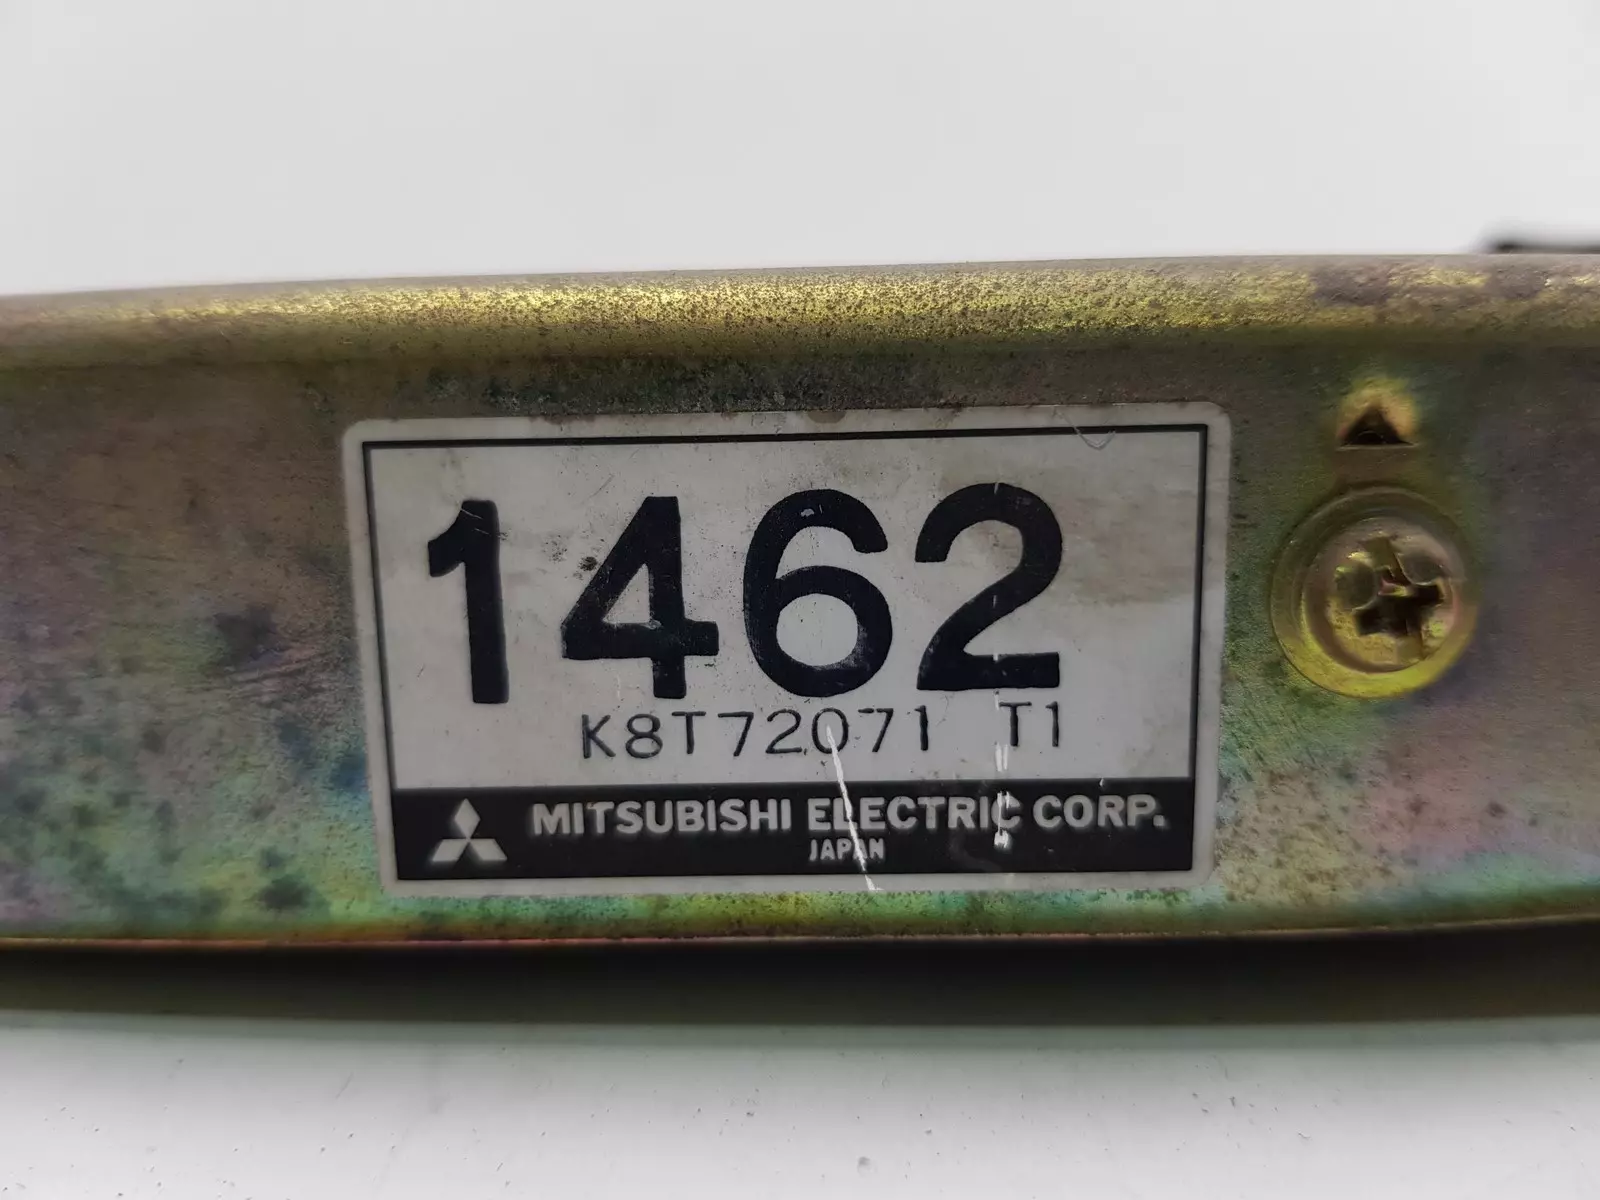 1462
K8T72071 T1
MITSUBISHI ELECTRIC CORP.
JAPAN